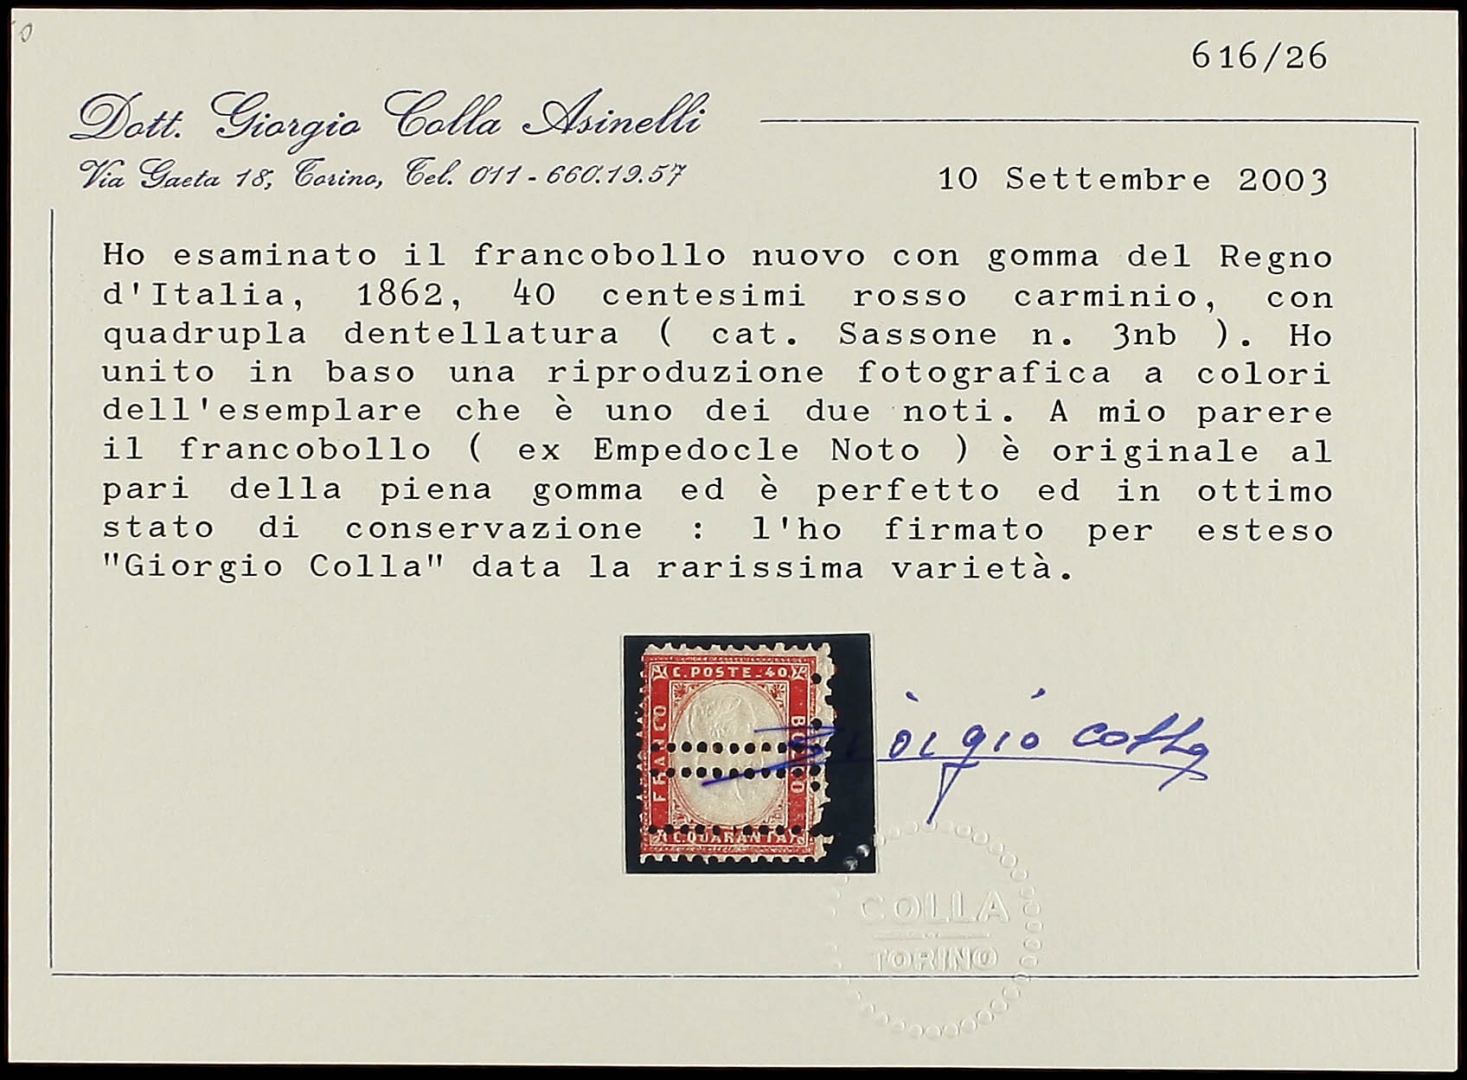 616/26
Dott. Giorgio Colla Asinelli
Via Gaeta 18, Torino, Tel. 011-660.19.57
10 Settembre 2003
Ho esaminato il francobollo nuovo con gomma del Regno
d'Italia, 1862, 40 centesimi rosso carminio, con
quadrupla dentellatura ( cat. Sassone n. 3nb ). Ho
unito in baso una riproduzione fotografica a colori
dell'esemplare che è uno dei due noti. A mio parere
il francobollo ( ex Empedocle Noto ) è originale al
pari della piena gomma ed è perfetto ed in ottimo
stato di conservazione : l'ho firmato per esteso
"Giorgio Colla" data la rarissima varietà.
C. POSTE. 40
FRANCO
BOLLO
C. QUARANTA
Giorgio Colla
COLLA
TORINO